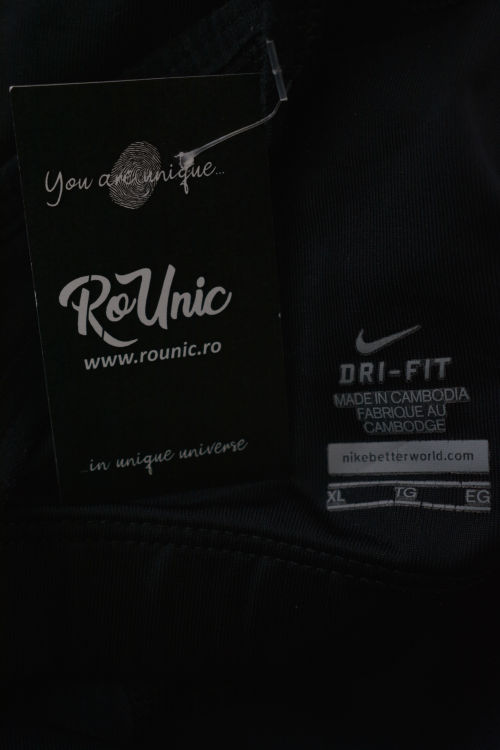 You are unique...
RoUnic
www.rounic.ro
...in unique universe
DRI-FIT
MADE IN CAMBODIA
FABRIQUE AU
CAMBODGE
nikebetterworld.com
XL TG EG